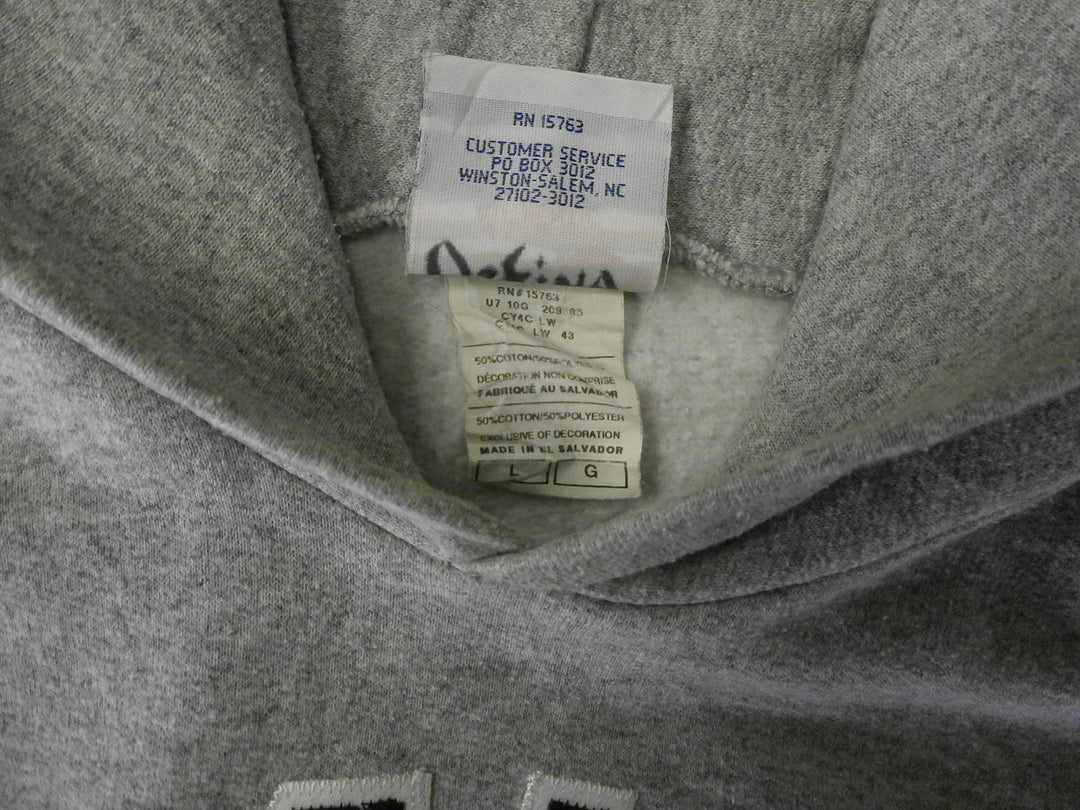 RN 15763
CUSTOMER SERVICE
PO BOX 3012
WINSTON-SALEM, NC
27102-3012
RN# 15763
U7 10G
CY4C LW
LW 43
DÉCORATION NON COMPRISE
FABRIQUÉ AU SALVADOR
50%COTTON/50%POLYESTER
EXCLUSIVE OF DECORATION
MADE IN EL SALVADOR
L G